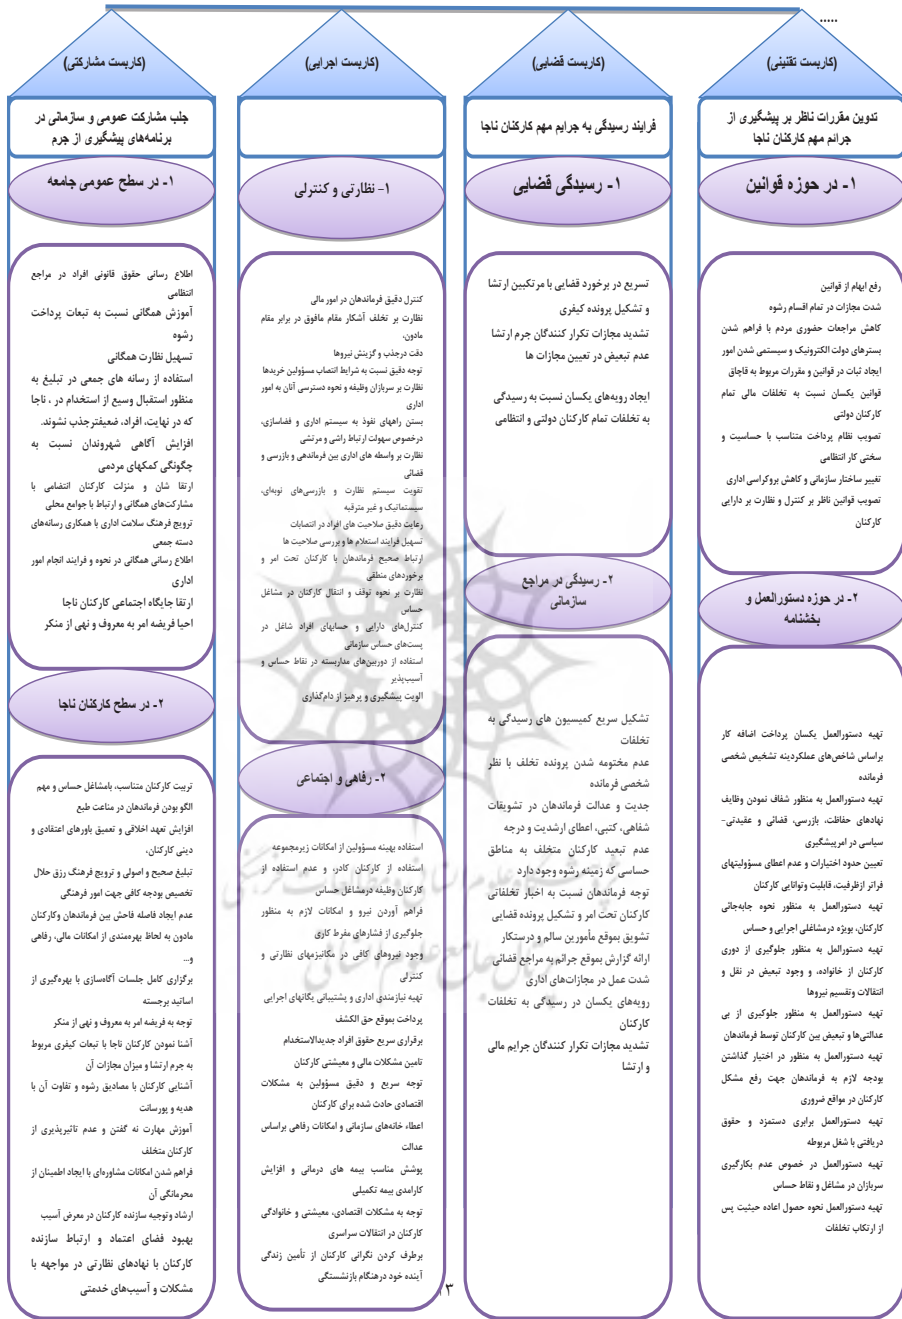 .....
(کاربست تقنینی)
تدوین مقررات ناظر بر پیشگیری از
جرائم مهم کارکنان ناجا
۱- در حوزه قوانین
رفع ابهام از قوانین
شدت مجازات در تمام اقسام رشوه
کاهش مراجعات حضوری مردم با فراهم شدن
بسترهای دولت الکترونیک و سیستمی شدن امور
ایجاد ثبات در قوانین و مقررات مربوط به قاچاق
قوانین یکسان نسبت به تخلفات مالی تمام
کارکنان دولتی
تصویب نظام پرداخت متناسب با حساسیت و
سختی کار انتظامی
تغییر ساختار سازمانی و کاهش بروکراسی اداری
تصویب قوانین ناظر بر کنترل و نظارت بر دارایی
کارکنان
۲- در حوزه دستورالعمل و
بخشنامه
تهیه دستورالعمل یکسان پرداخت اضافه کار
براساس شاخص‌های عملکردینه تشخیص شخصی
فرمانده
تهیه دستورالعمل به منظور شفاف نمودن وظایف
نهادهای حفاظت، بازرسی، قضائی و عقیدتی-
سیاسی در امرپیشگیری
تعیین حدود اختیارات و عدم اعطای مسؤولیتهای
فراتر ازظرفیت، قابلیت وتوانایی کارکنان
تهیه دستورالعمل به منظور نحوه جابه‌جائی
کارکنان، بویژه درمشاغلی اجرایی و حساس
تهیه دستورالمل به منظور جلوگیری از دوری
کارکنان از خانواده، و وجود تبعیض در نقل و
انتقالات وتقسیم نیروها
تهیه دستورالعمل به منظور جلوکیری از بی
عدالتی‌ها و تبعیض بین کارکنان توسط فرماندهان
تهیه دستورالعمل به منظور در اختیار گذاشتن
بودجه لازم به فرماندهان جهت رفع مشکل
کارکنان در مواقع ضروری
تهیه دستورالعمل برابری دستمزد و حقوق
دریافتی با شغل مربوطه
تهیه دستورالعمل در خصوص عدم بکارگیری
سربازان در مشاغل و نقاط حساس
تهیه دستورالعمل نحوه حصول اعاده حیثیت پس
از ارتکاب تخلفات
(کاربست قضایی)
فرایند رسیدگی به جرایم مهم کارکنان ناجا
۱- رسیدگی قضایی
تسریع در برخورد قضایی با مرتکبین ارتشا
و تشکیل پرونده کیفری
تشدید مجازات تکرار کنندگان جرم ارتشا
عدم تبعیض در تعیین مجازات ها
ایجاد رویه‌های یکسان نسبت به رسیدگی
به تخلفات تمام کارکنان دولتی و انتظامی
۲- رسیدگی در مراجع
سازمانی
تشکیل سریع کمیسیون های رسیدگی به
تخلفات
عدم مختومه شدن پرونده تخلف با نظر
شخصی فرمانده
جدیت و عدالت فرماندهان در تشویقات
شفاهی، کتبی، اعطای ارشدیت و درجه
عدم تبعید کارکنان متخلف به مناطق
حساسی که زمینه رشوه وجود دارد
توجه فرماندهان نسبت به اخبار تخلفاتی
کارکنان تحت امر و تشکیل پرونده قضایی
تشویق بموقع مأمورین سالم و درستکار
ارائه گزارش بموقع جرائم به مراجع قضائی
شدت عمل در مجازات‌های اداری
رویه‌های یکسان در رسیدگی به تخلفات
کارکنان
تشدید مجازات تکرار کنندگان جرایم مالی
و ارتشا
(کاربست اجرایی)
۱- نظارتی و کنترلی
کنترل دقیق فرماندهان در امور مالی
نظارت بر تخلف آشکار مقام مافوق در برابر مقام
مادون،
دقت درجذب و گزینش نیروها
توجه دقیق نسبت به شرایط انتصاب مسؤولین خریدها
نظارت بر سربازان وظیفه و نحوه دسترسی آنان به امور
اداری
بستن راههای نفوذ به سیستم اداری و فضاسازی،
درخصوص سهولت ارتباط راشی و مرتشی
نظارت بر واسطه های اداری بین فرماندهی و بازرسی و
قضائی
تقویت سیستم نظارت و بازرسی‌های نوبه‌ای،
سیستماتیک و غیر مترقبه
رعایت دقیق صلاحیت های افراد در انتصابات
تسهیل فرایند استعلام ها و بررسی صلاحیت ها
ارتباط صحیح فرماندهان با کارکنان تحت امر و
برخوردهای منطقی
نظارت بر نحوه توقف و انتقال کارکنان در مشاغل
حساس
کنترل‌های دارایی و حسابهای افراد شاغل در
پست‌های حساس سازمانی
استفاده از دوربین‌های مداربسته در نقاط حساس و
آسیب‌پذیر
الویت پیشگیری و پرهیز از دام‌گذاری
۲- رفاهی و اجتماعی
استفاده بهینه مسؤولین از امکانات زیرمجموعه
استفاده از کارکنان کادر، و عدم استفاده از
کارکنان وظیفه درمشاغل حساس
فراهم آوردن نیرو و امکانات لازم به منظور
جلوگیری از فشارهای مفرط کاری
وجود نیروهای کافی در مکانیزمهای نظارتی و
کنترلی
تهیه نیازمندی اداری و پشتیبانی یگانهای اجرایی
پرداخت بموقع حق الکشف
برقراری سریع حقوق افراد جدیدالاستخدام
تامین مشکلات مالی و معیشتی کارکنان
توجه سریع و دقیق مسؤولین به مشکلات
اقتصادی حادث شده برای کارکنان
اعطاء خانه‌های سازمانی و امکانات رفاهی براساس
عدالت
پوشش مناسب بیمه های درمانی و افزایش
کارامدی بیمه تکمیلی
توجه به مشکلات اقتصادی، معیشتی و خانوادگی
کارکنان در انتقالات سراسری
برطرف کردن نگرانی کارکنان از تأمین زندگی
آینده خود درهنگام بازنشستگی
(کاربست مشارکتی)
جلب مشارکت عمومی و سازمانی در
برنامه‌های پیشگیری از جرم
۱- در سطح عمومی جامعه
اطلاع رسانی حقوق قانونی افراد در مراجع
انتظامی
آموزش همگانی نسبت به تبعات پرداخت
رشوه
تسهیل نظارت همگانی
استفاده از رسانه های جمعی در تبلیغ به
منظور استقبال وسیع از استخدام در ، ناجا
که در نهایت، افراد، ضعیفترجذب نشوند.
افزایش آگاهی شهروندان نسبت به
چگونگی کمکهای مردمی
ارتقا شان و منزلت کارکنان انتضامی با
مشارکت‌های همگانی و ارتباط با جوامع محلی
ترویج فرهنگ سلامت اداری با همکاری رسانه‌های
دسته جمعی
اطلاع رسانی همگانی در نحوه و فرایند انجام امور
اداری
ارتقا جایگاه اجتماعی کارکنان ناجا
احیا فریضه امر به معروف و نهی از منکر
۲- در سطح کارکنان ناجا
تربیت کارکنان متناسب، بامشاغل حساس و مهم
الگو بودن فرماندهان در مناعت طبع
افزایش تعهد اخلاقی و تعمیق باورهای اعتقادی و
دینی کارکنان،
تبلیغ صحیح و اصولی و ترویج فرهنگ رزق حلال
تخصیص بودجه کافی جهت امور فرهنگی
عدم ایجاد فاصله فاحش بین فرماندهان وکارکنان
مادون به لحاظ بهره‌مندی از امکانات مالی، رفاهی
و...
برگزاری کامل جلسات آگاه‌سازی با بهره‌گیری از
اساتید برجسته
توجه به فریضه امر به معروف و نهی از منکر
آشنا نمودن کارکنان ناجا با تبعات کیفری مربوط
به جرم ارتشا و میزان مجازات آن
آشنایی کارکنان با مصادیق رشوه و تفاوت آن با
هدیه و پورسانت
آموزش مهارت نه گفتن و عدم تاثیرپذیری از
کارکنان متخلف
فراهم شدن امکانات مشاوره‌ای با ایجاد اطمینان از
محرمانگی آن
ارشاد وتوجیه سازنده کارکنان در معرض آسیب
بهبود فضای اعتماد و ارتباط سازنده
کارکنان با نهادهای نظارتی در مواجهه با
مشکلات و آسیب‌های خدمتی
۱۳